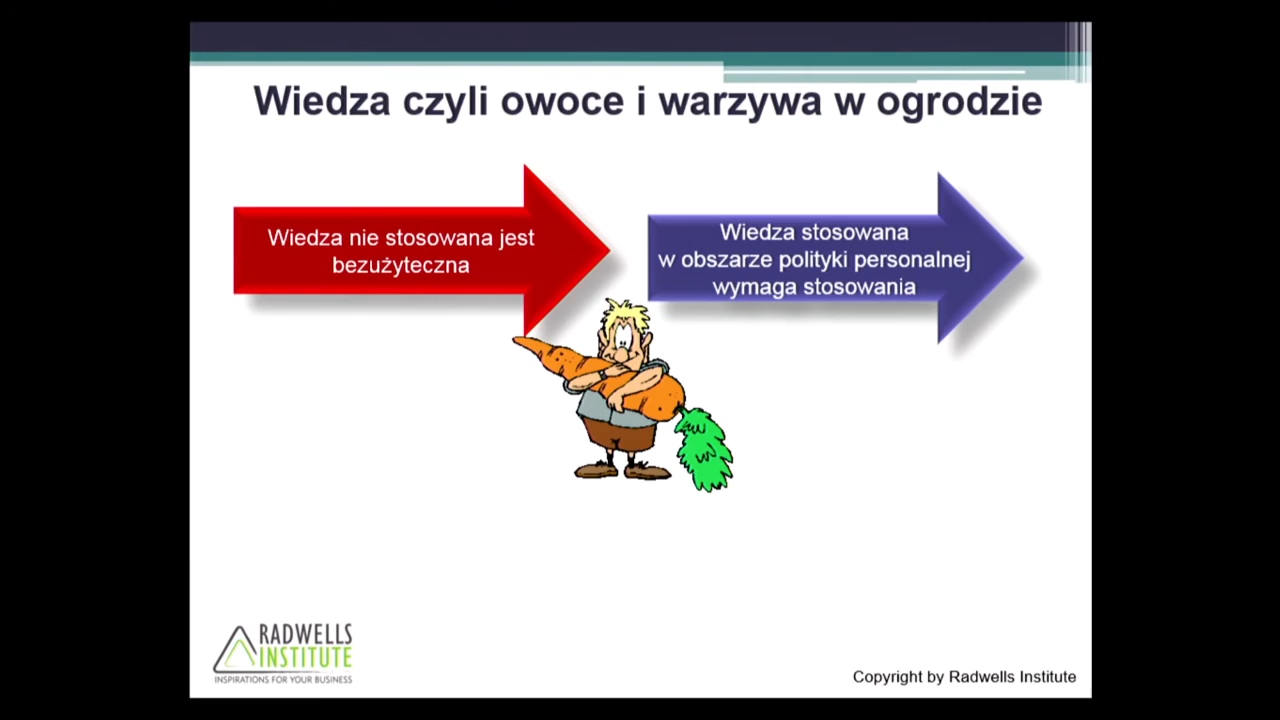 Wiedza czyli owoce i warzywa w ogrodzie
Wiedza nie stosowana jest
bezużyteczna
Wiedza stosowana
w obszarze polityki personalnej
wymaga stosowania
RADWELLS
INSTITUTE
INSPIRATIONS FOR YOUR BUSINESS
Copyright by Radwells Institute